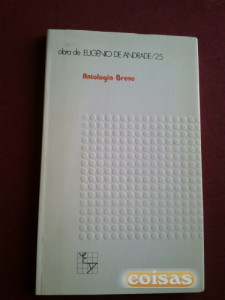 obra de EUGÉNIO DE ANDRADE/25
Antologia Breve
coisas